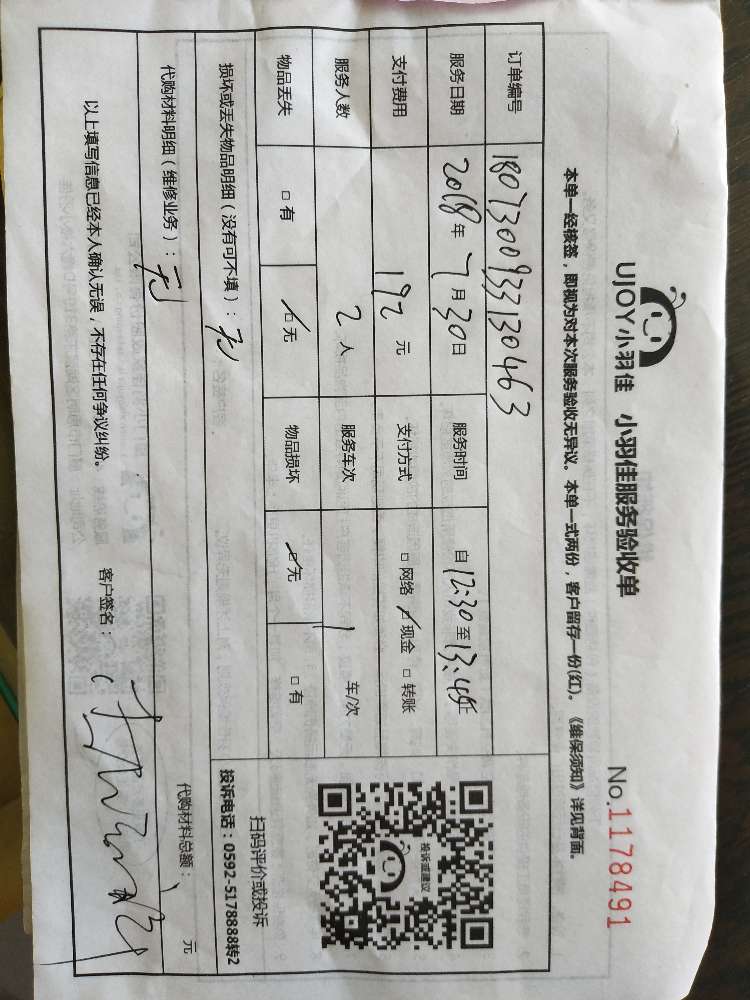 UJOY小羽佳 小羽佳服务验收单
No.1178491
本单一经核签，即视为对本次服务验收无异议。本单一式两份，客户留存一份(红)。《维保须知》详见背面。
订单编号 1807300933130463
服务日期 2018年7月30日 服务时间 自12:30至13:45止
支付费用 192元 支付方式 □网络 ☑现金 □转账
服务人数 2人 服务车次 1 车/次
物品丢失 □有 ☑无 物品损坏 ☑无 □有
投诉或建议
扫码评价或投诉
投诉电话：0592-5178888转2
损坏或丢失物品明细（没有可不填）：无
代购材料明细（维修业务）：无 代购材料总额： 元
以上填写信息已经本人确认无误，不存在任何争议纠纷。 客户签名：